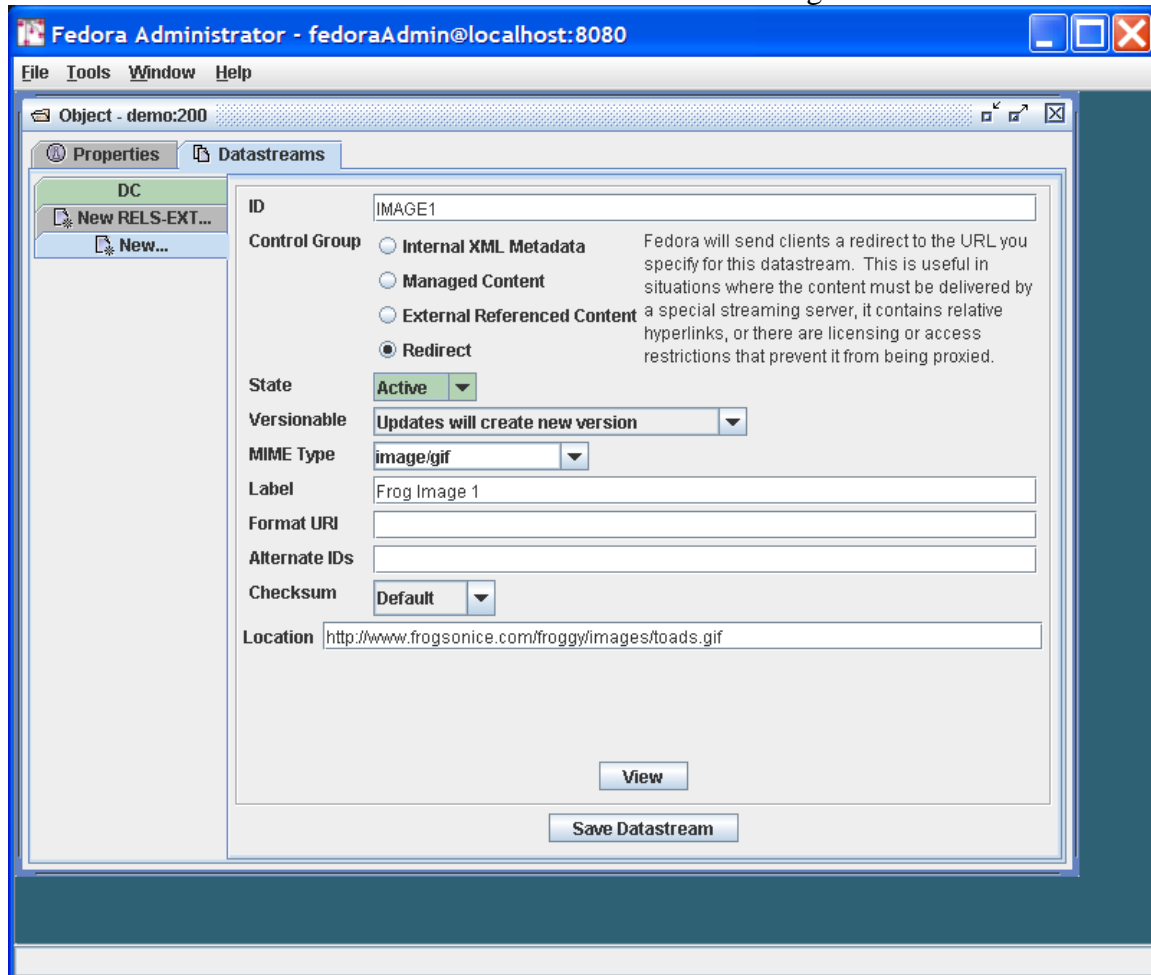 Fedora Administrator - fedoraAdmin@localhost:8080
File Tools Window Help
Object - demo:200
Properties Datastreams
DC
New RELS-EXT...
New...
ID IMAGE1
Control Group
Internal XML Metadata
Managed Content
External Referenced Content
Redirect
Fedora will send clients a redirect to the URL you
specify for this datastream. This is useful in
situations where the content must be delivered by
a special streaming server, it contains relative
hyperlinks, or there are licensing or access
restrictions that prevent it from being proxied.
State Active
Versionable Updates will create new version
MIME Type image/gif
Label Frog Image 1
Format URI
Alternate IDs
Checksum Default
Location http://www.frogsonice.com/froggy/images/toads.gif
View
Save Datastream